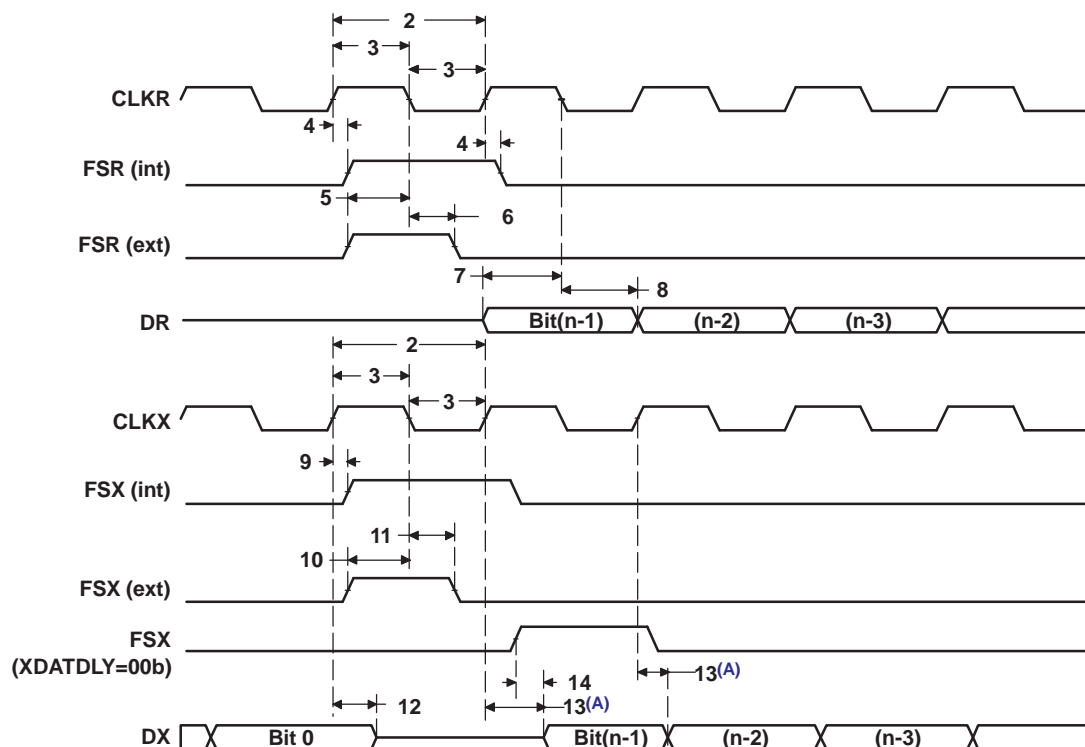 2
3
3
CLKR
4
4
FSR (int)
5
6
FSR (ext)
7
8
DR
Bit(n-1)
(n-2)
(n-3)
2
3
3
CLKX
9
FSX (int)
11
10
FSX (ext)
FSX
(XDATDLY=00b)
13(A)
14
13(A)
12
DX
Bit 0
Bit(n-1)
(n-2)
(n-3)